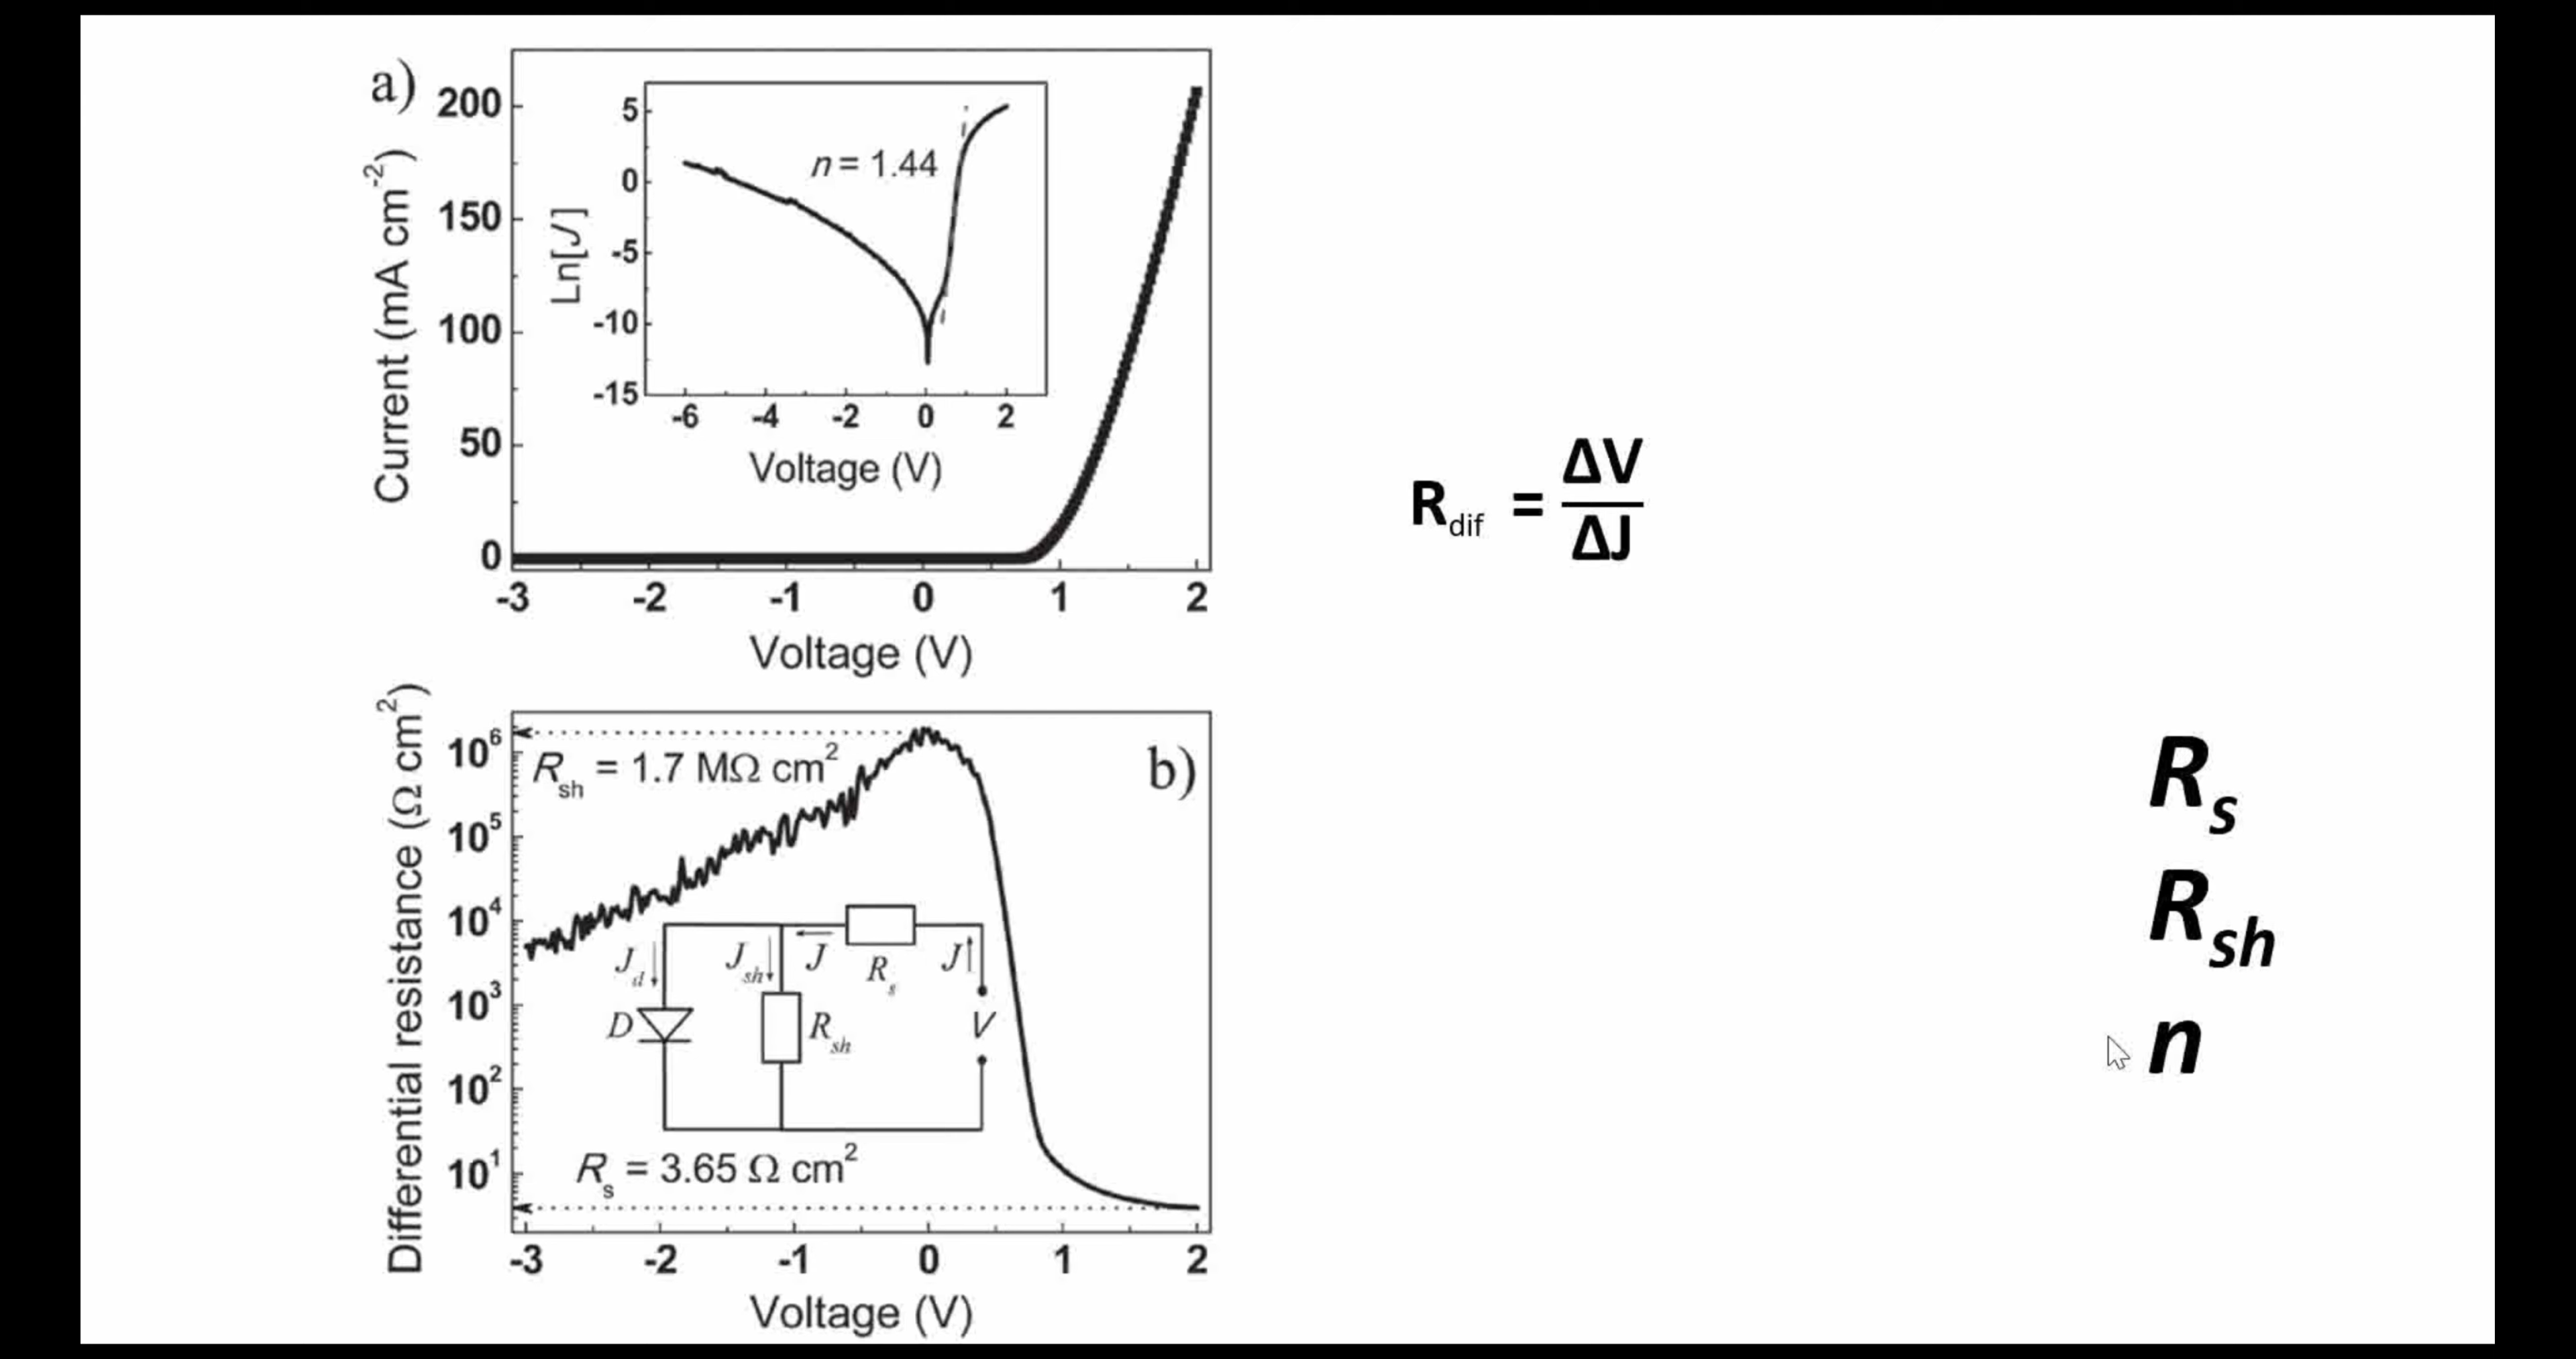 a)
200
150
100
50
0
-3 -2 -1 0 1 2
Voltage (V)
Current (mA cm⁻²)
5
0
-5
-10
-15
-6 -4 -2 0 2
Voltage (V)
Ln[J]
n = 1.44
R_dif = ΔV/ΔJ
b)
Differential resistance (Ω cm²)
10⁶
10⁵
10⁴
10³
10²
10¹
-3 -2 -1 0 1 2
Voltage (V)
R_sh = 1.7 MΩ cm²
J_d J_sh J R_s J
D R_sh V
R_s = 3.65 Ω cm²
R_s
R_sh
n